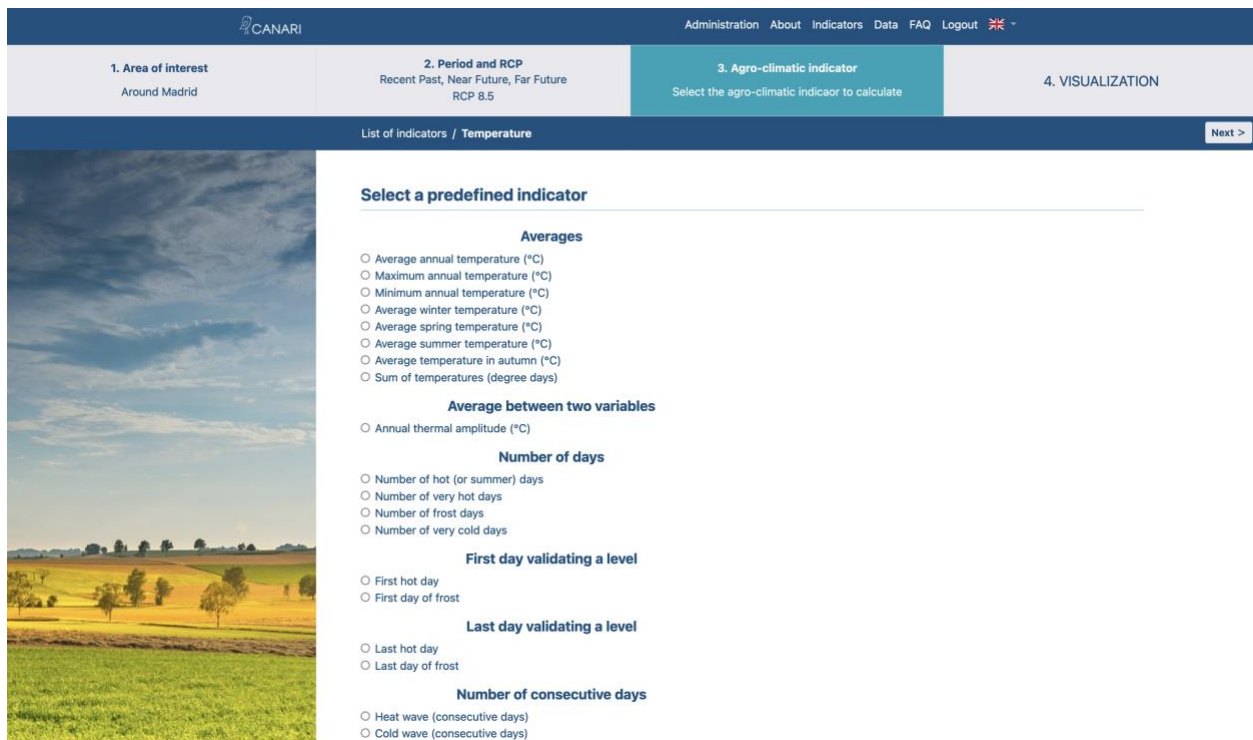 CANARI
Administration About Indicators Data FAQ Logout
1. Area of interest
Around Madrid
2. Period and RCP
Recent Past, Near Future, Far Future
RCP 8.5
3. Agro-climatic indicator
Select the agro-climatic indicaor to calculate
4. VISUALIZATION
List of indicators / Temperature
Next >
Select a predefined indicator
Averages
Average annual temperature (°C)
Maximum annual temperature (°C)
Minimum annual temperature (°C)
Average winter temperature (°C)
Average spring temperature (°C)
Average summer temperature (°C)
Average temperature in autumn (°C)
Sum of temperatures (degree days)
Average between two variables
Annual thermal amplitude (°C)
Number of days
Number of hot (or summer) days
Number of very hot days
Number of frost days
Number of very cold days
First day validating a level
First hot day
First day of frost
Last day validating a level
Last hot day
Last day of frost
Number of consecutive days
Heat wave (consecutive days)
Cold wave (consecutive days)